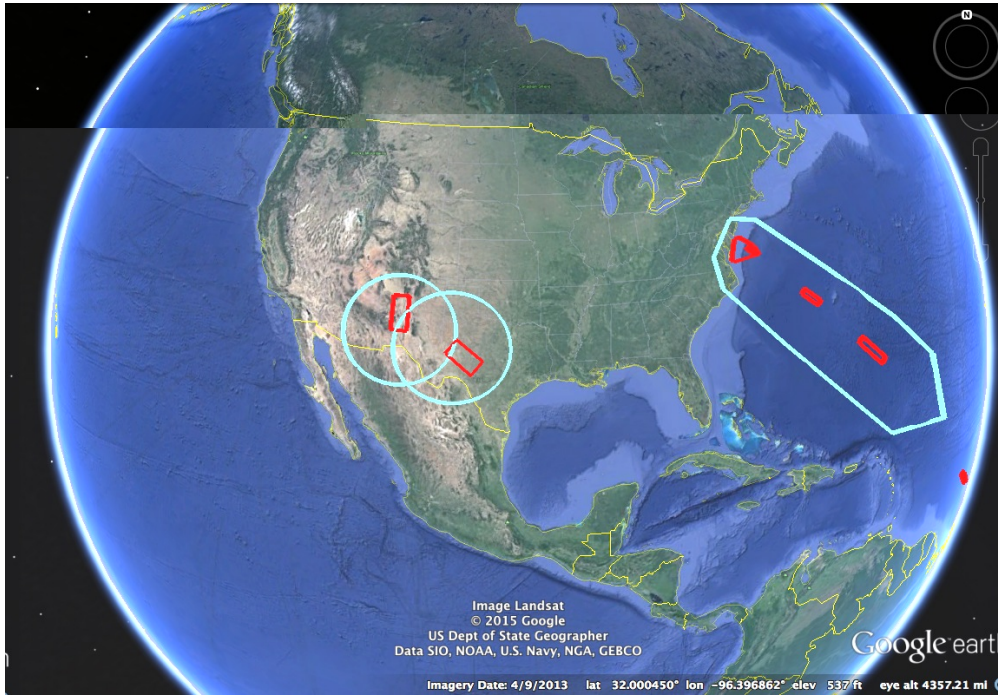 N
Image Landsat
© 2015 Google
US Dept of State Geographer
Data SIO, NOAA, U.S. Navy, NGA, GEBCO
Google earth
Imagery Date: 4/9/2013 lat 32.000450° lon -96.396862° elev 537 ft eye alt 4357.21 mi